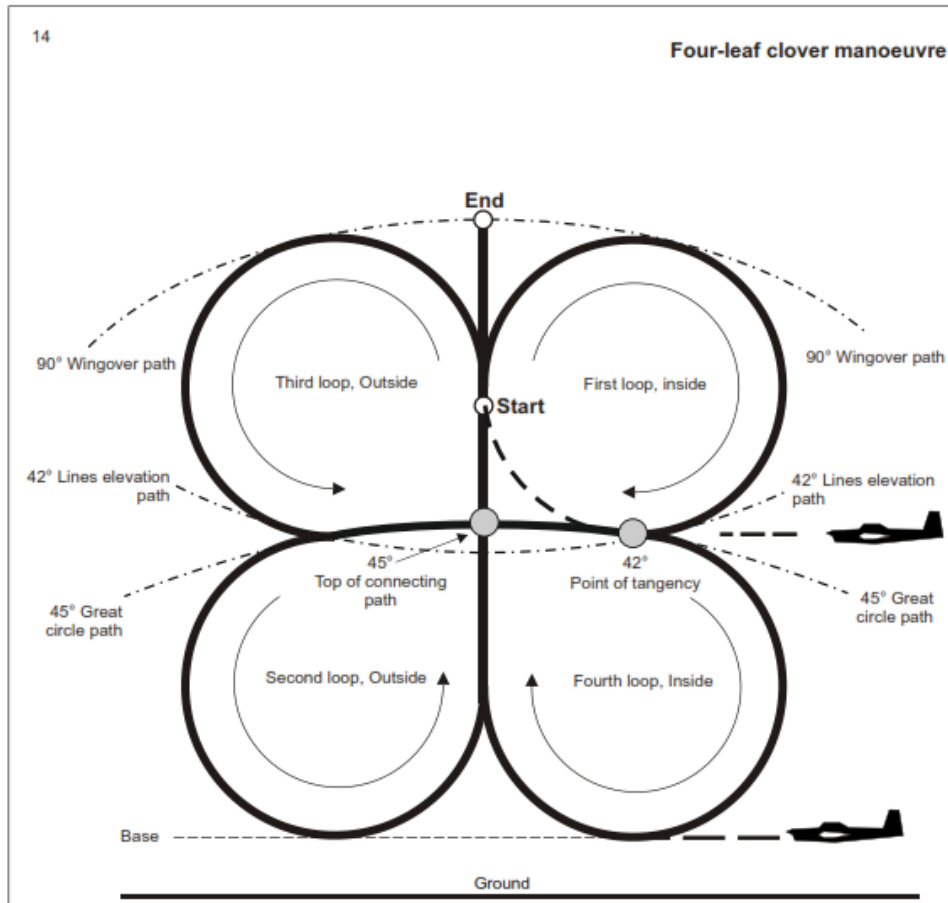 14
Four-leaf clover manoeuvre
End
90° Wingover path
90° Wingover path
Third loop, Outside
First loop, inside
Start
42° Lines elevation
path
42° Lines elevation
path
45°
Top of connecting
path
42°
Point of tangency
45° Great
circle path
45° Great
circle path
Second loop, Outside
Fourth loop, Inside
Base
Ground